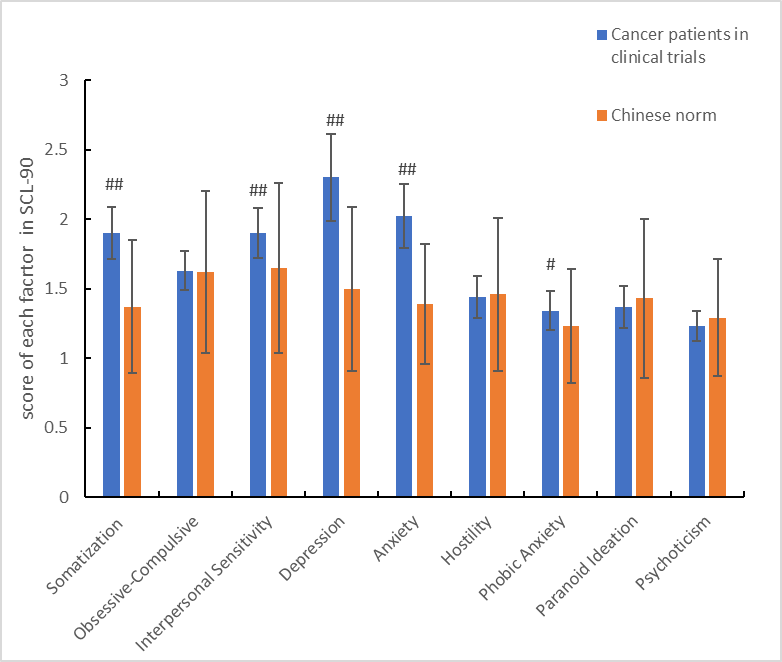 Cancer patients in
clinical trials
Chinese norm
score of each facrtor in SCL-90
3
2.5
2
1.5
1
0.5
0
##
##
##
##
#
Somatization
Obsessive-Compulsive
Interpersonal Sensitivity
Depression
Anxiety
Hostility
Phobic Anxiety
Paranoid Ideation
Psychoticism